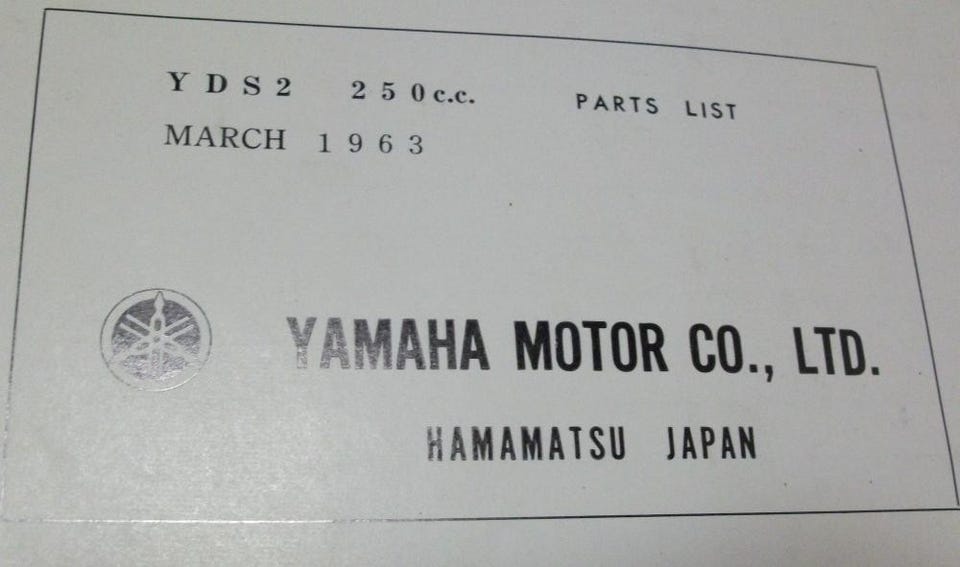 YDS2 250c.c. PARTS LIST
MARCH 1963
YAMAHA MOTOR CO., LTD.
HAMAMATSU JAPAN